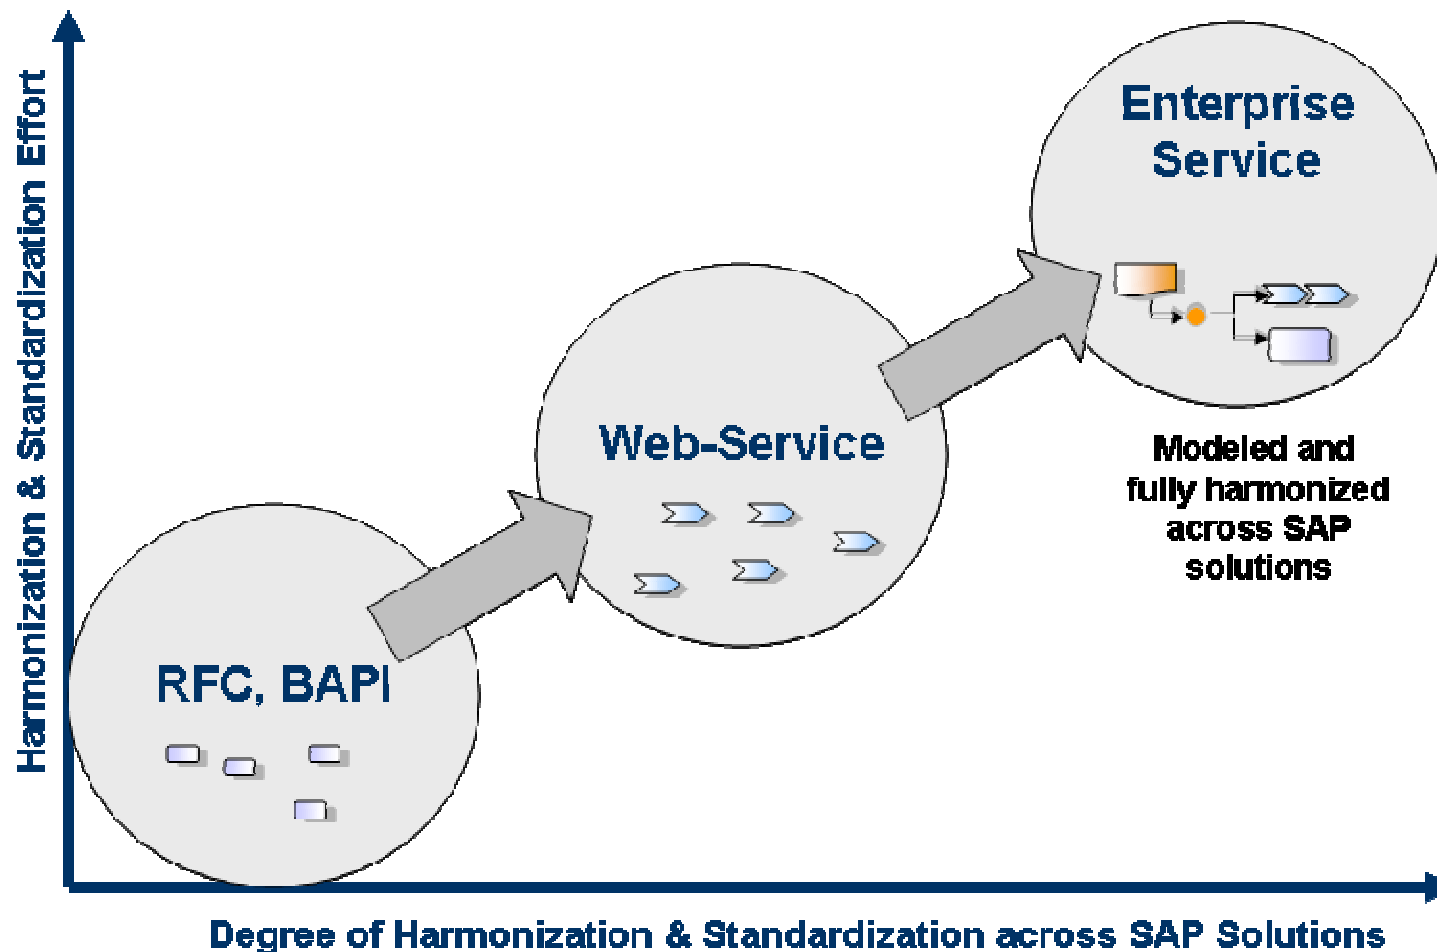 Harmonization & Standardization Effort
Enterprise
Service
Web-Service
Modeled and
fully harmonized
across SAP
solutions
RFC, BAPI
Degree of Harmonization & Standardization across SAP Solutions